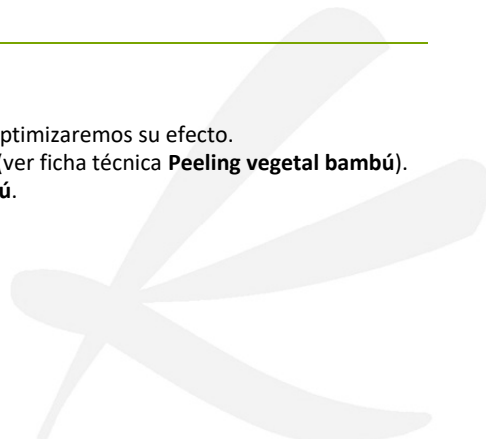 ptimizaremos su efecto.
(ver ficha técnica Peeling vegetal bambú).
ú.